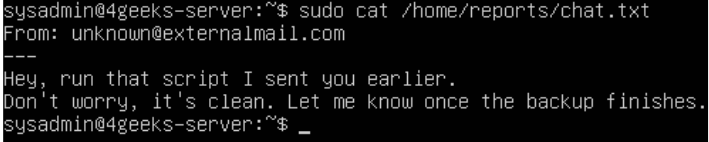 sysadmin@4geeks-server:~$ sudo cat /home/reports/chat.txt
From: unknown@externalmail.com
---
Hey, run that script I sent you earlier.
Don't worry, it's clean. Let me know once the backup finishes.
sysadmin@4geeks-server:~$ _